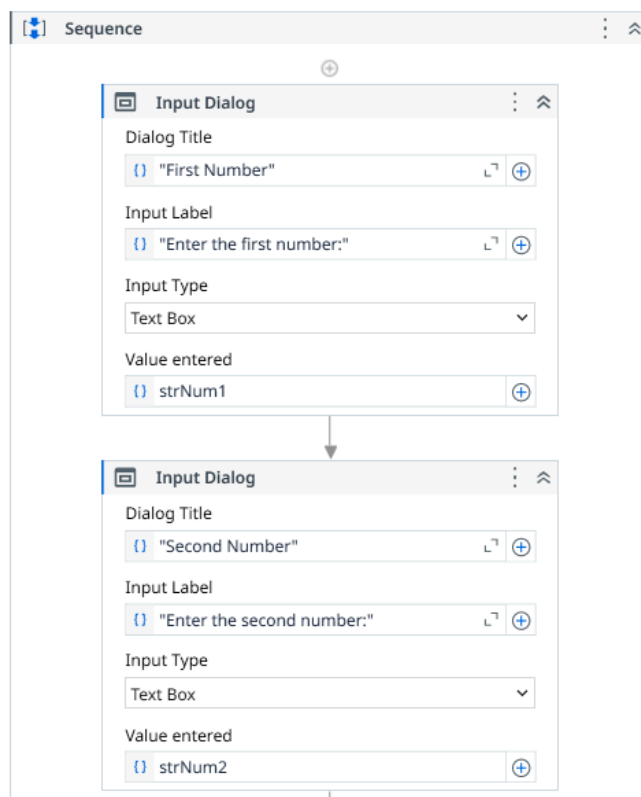 Sequence
Input Dialog
Dialog Title
"First Number"
Input Label
"Enter the first number:"
Input Type
Text Box
Value entered
strNum1
Input Dialog
Dialog Title
"Second Number"
Input Label
"Enter the second number:"
Input Type
Text Box
Value entered
strNum2